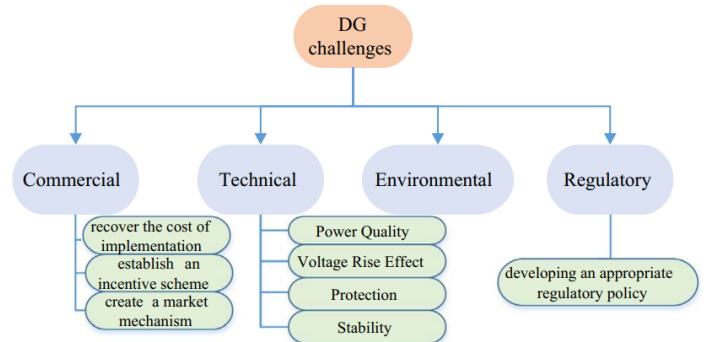 DG
challenges
Commercial
Technical
Environmental
Regulatory
recover the cost of
implementation
establish an
incentive scheme
create a market
mechanism
Power Quality
Voltage Rise Effect
Protection
Stability
developing an appropriate
regulatory policy